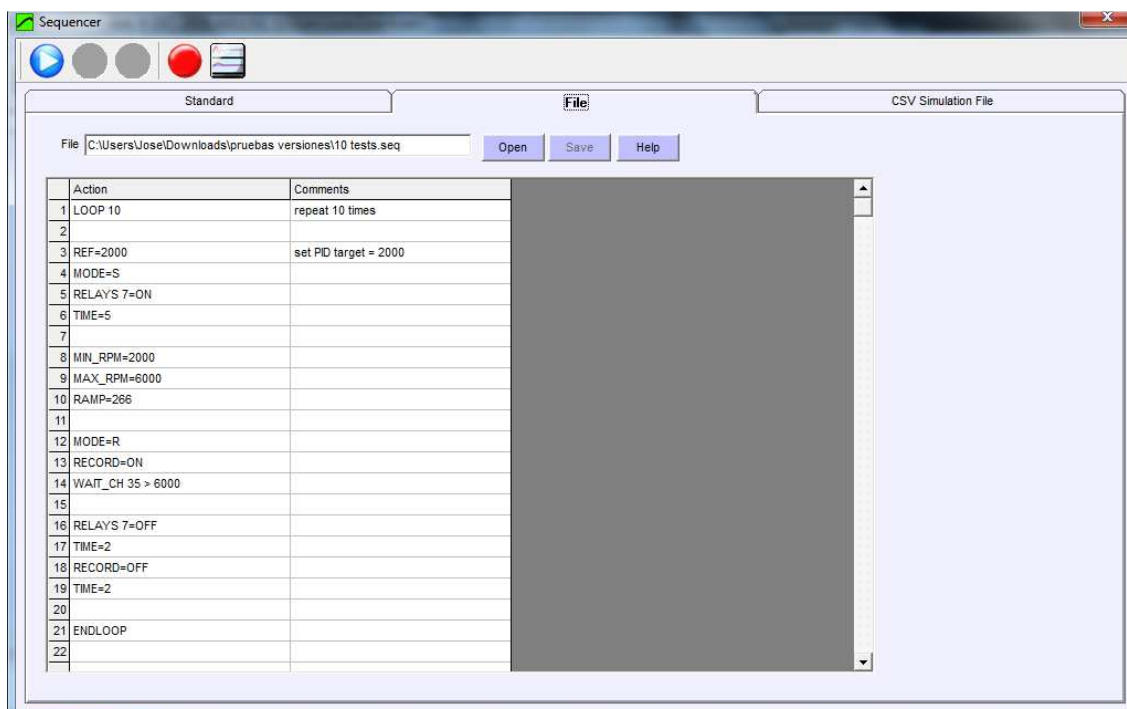 Sequencer
Standard File CSV Simulation File
File C:\Users\Jose\Downloads\pruebas versiones\10 tests.seq Open Save Help
Action Comments
1 LOOP 10 repeat 10 times
2
3 REF=2000 set PID target = 2000
4 MODE=S
5 RELAYS 7=ON
6 TIME=5
7
8 MIN_RPM=2000
9 MAX_RPM=6000
10 RAMP=266
11
12 MODE=R
13 RECORD=ON
14 WAIT_CH 35 > 6000
15
16 RELAYS 7=OFF
17 TIME=2
18 RECORD=OFF
19 TIME=2
20
21 ENDLOOP
22